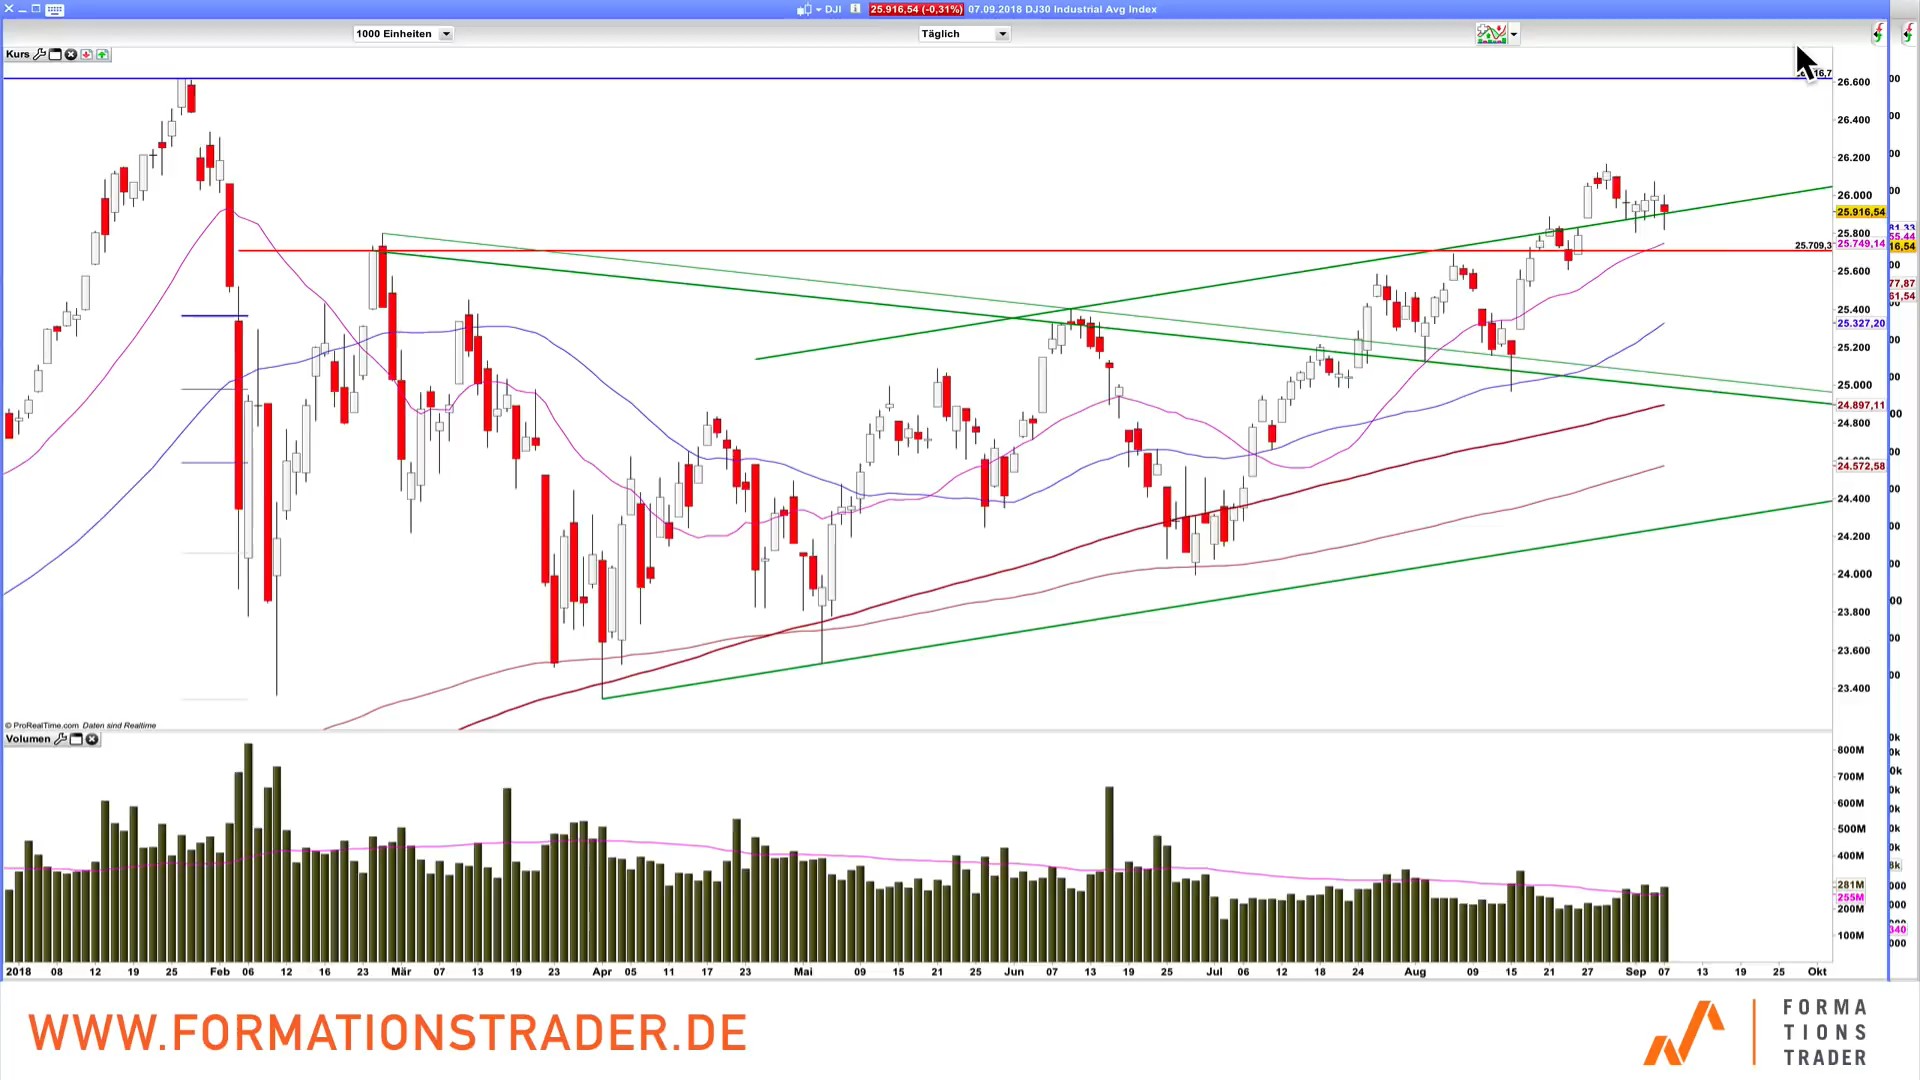 DJI 25.916,54 (-0,31%) 07.09.2018 DJ30 Industrial Avg Index
1000 Einheiten
Täglich
Kurs
26.600
26.400
26.200
26.000
25.916,54
25.800
25.709,3
25.749,14
25.600
25.400
25.327,20
25.200
25.000
24.897,11
24.800
24.572,58
24.400
24.200
24.000
23.800
23.600
23.400
77,87
61,54
© ProRealTime.com Daten sind Realtime
Volumen
800M
700M
600M
500M
400M
281M
255M
200M
100M
2018 08 12 19 25 Feb 06 12 16 23 Mär 07 13 19 23 Apr 05 11 17 23 Mai 09 15 21 25 Jun 07 13 19 25 Jul 06 12 18 24 Aug 09 15 21 27 Sep 07 13 19 25 Okt
WWW.FORMATIONSTRADER.DE
FORMA
TIONS
TRADER